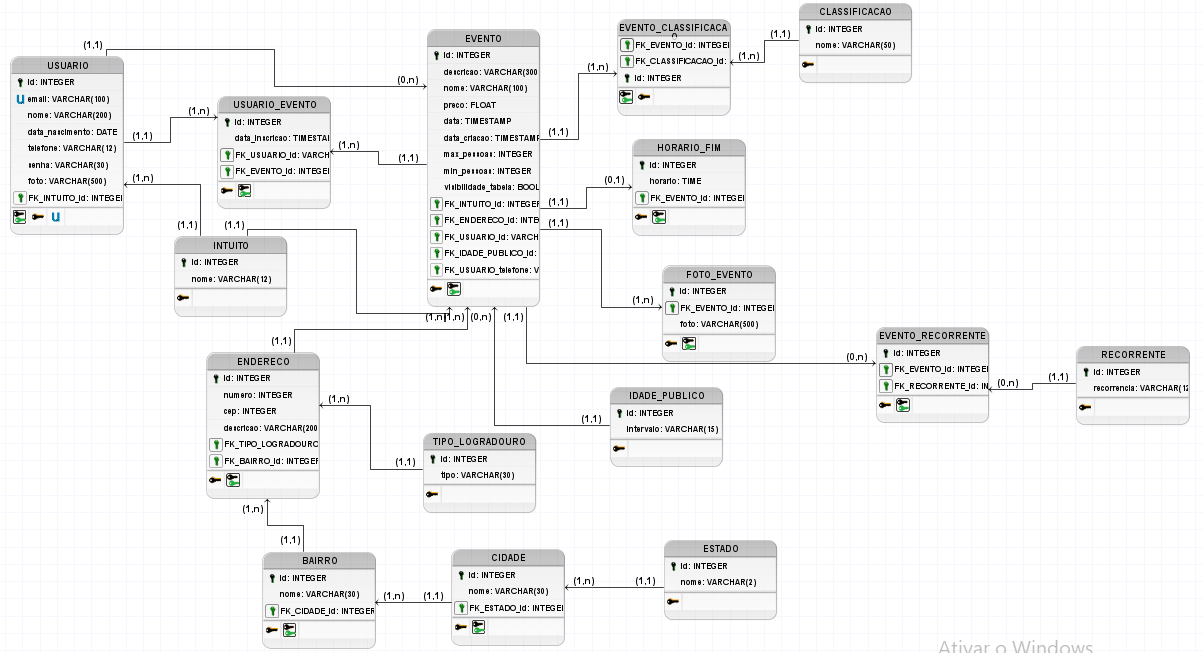 USUARIO
id: INTEGER
email: VARCHAR(100)
nome: VARCHAR(200)
data_nascimento: DATE
telefone: VARCHAR(12)
senha: VARCHAR(30)
foto: VARCHAR(500)
FK_INTUITO_id: INTEGE
(1,1)
(0,n)
(1,n)
(1,1)
(1,n)
USUARIO_EVENTO
id: INTEGER
data_inscricao: TIMESTA
FK_USUARIO_id: VARCH
FK_EVENTO_id: INTEGE
(1,n)
(1,1)
INTUITO
id: INTEGER
nome: VARCHAR(12)
(1,1)
(1,1)
EVENTO
id: INTEGER
descricao: VARCHAR(300
nome: VARCHAR(100)
preco: FLOAT
data: TIMESTAMP
data_criacao: TIMESTAMP
max_pessoas: INTEGER
min_pessoas: INTEGER
visibilidade_tabela: BOOL
FK_INTUITO_id: INTEGER
FK_ENDERECO_id: INTE
FK_USUARIO_id: VARCH
FK_IDADE_PUBLICO_id:
FK_USUARIO_telefone: V
(1,n)
(1,n)
(0,n)
(1,1)
EVENTO_CLASSIFICACA
FK_EVENTO_id: INTEGE
FK_CLASSIFICACAO_id:
id: INTEGER
(1,n)
(1,1)
(1,n)
(1,1)
CLASSIFICACAO
id: INTEGER
nome: VARCHAR(50)
HORARIO_FIM
id: INTEGER
horario: TIME
FK_EVENTO_id: INTEGE
(0,1)
(1,1)
(1,1)
FOTO_EVENTO
id: INTEGER
FK_EVENTO_id: INTEGE
foto: VARCHAR(500)
(1,n)
EVENTO_RECORRENTE
id: INTEGER
FK_EVENTO_id: INTEGE
FK_RECORRENTE_id: IN
(0,n)
(0,n)
(1,1)
RECORRENTE
id: INTEGER
recorrencia: VARCHAR(12
ENDERECO
id: INTEGER
numero: INTEGER
cep: INTEGER
descricao: VARCHAR(200
FK_TIPO_LOGRADOURO
FK_BAIRRO_id: INTEGER
(1,1)
(1,n)
(1,1)
(1,n)
(1,1)
IDADE_PUBLICO
id: INTEGER
intervalo: VARCHAR(15)
(1,1)
TIPO_LOGRADOURO
id: INTEGER
tipo: VARCHAR(30)
BAIRRO
id: INTEGER
nome: VARCHAR(30)
FK_CIDADE_id: INTEGER
(1,n)
(1,1)
CIDADE
id: INTEGER
nome: VARCHAR(30)
FK_ESTADO_id: INTEGE
(1,n)
(1,1)
ESTADO
id: INTEGER
nome: VARCHAR(2)
Ativar o Windows